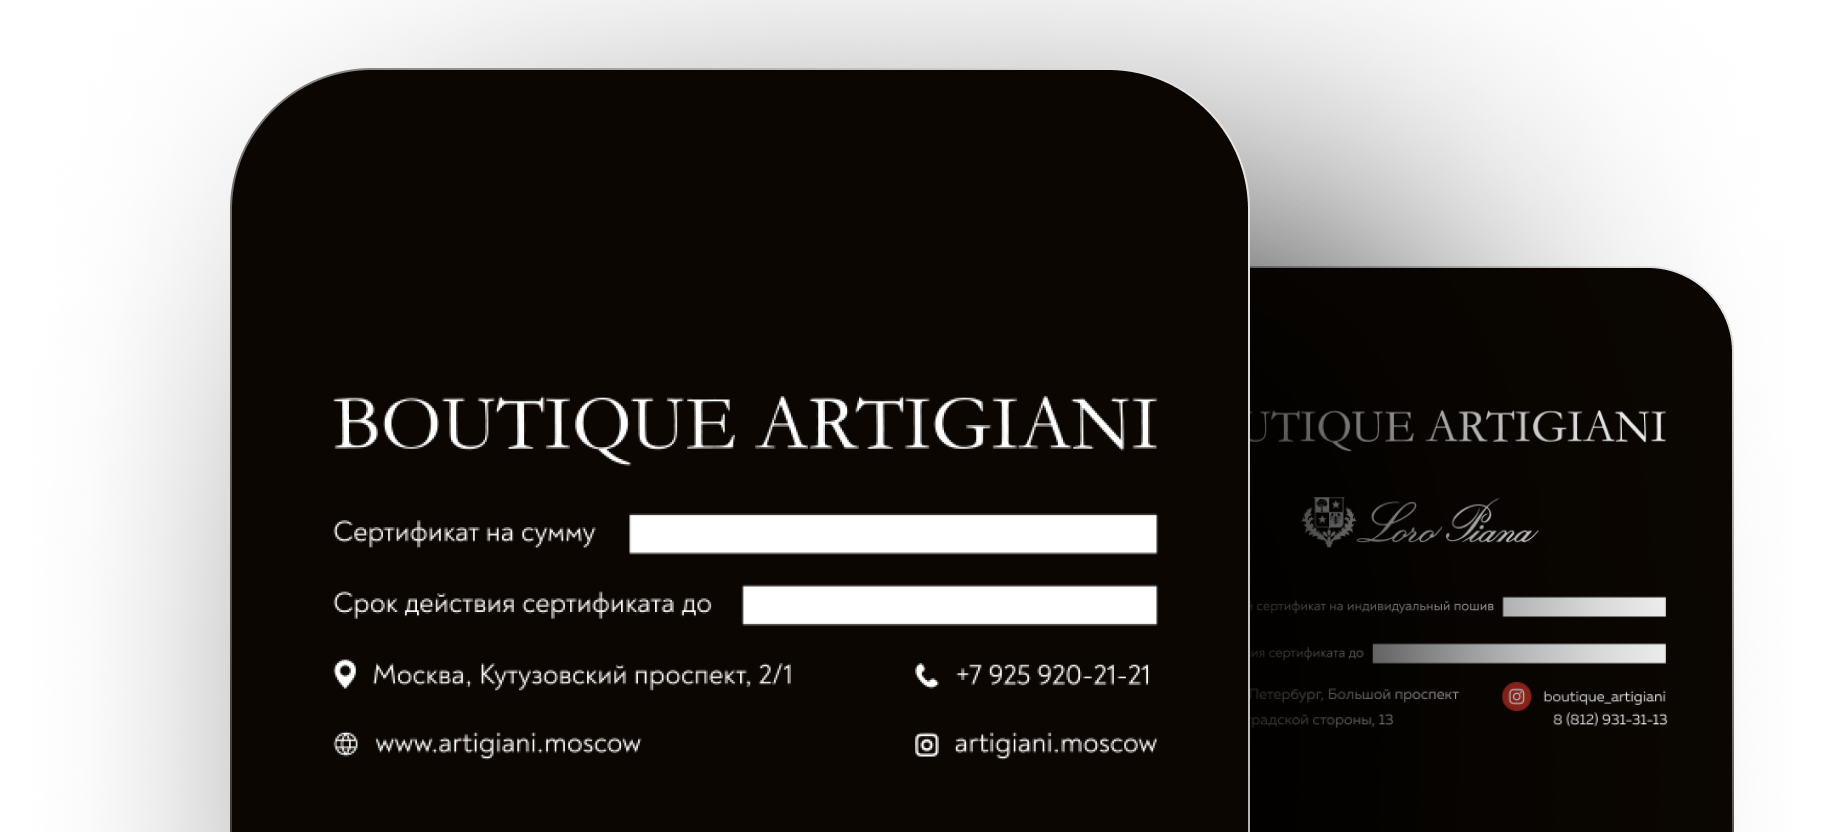 BOUTIQUE ARTIGIANI
Сертификат на сумму
Срок действия сертификата до
Москва, Кутузовский проспект, 2/1
+7 925 920-21-21
www.artigiani.moscow
artigiani.moscow
UTIQUE ARTIGIANI
Loro Piana
сертификат на индивидуальный пошив
ия сертификата до
Петербург, Большой проспект
boutique_artigiani
радской стороны, 13
8 (812) 931-31-13